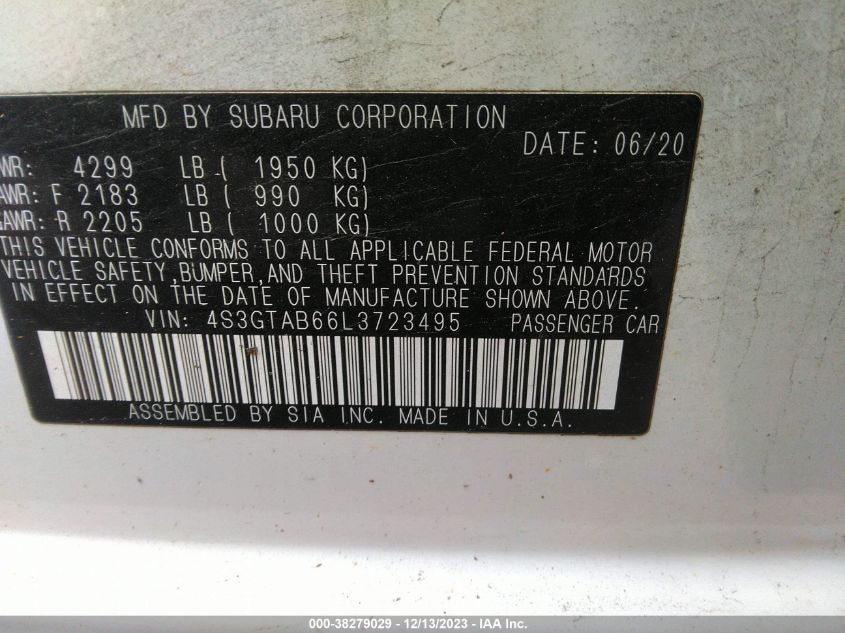 MFD BY SUBARU CORPORATION
DATE: 06/20
WR: 4299 LB ( 1950 KG)
AWR: F 2183 LB ( 990 KG)
GAWR: R 2205 LB ( 1000 KG)
THIS VEHICLE CONFORMS TO ALL APPLICABLE FEDERAL MOTOR
VEHICLE SAFETY,BUMPER,AND THEFT PREVENTION STANDARDS
IN EFFECT ON THE DATE OF MANUFACTURE SHOWN ABOVE.
VIN: 4S3GTAB66L3723495 PASSENGER CAR
ASSEMBLED BY SIA INC. MADE IN U.S.A.
000-38279029 - 12/13/2023 - IAA Inc.